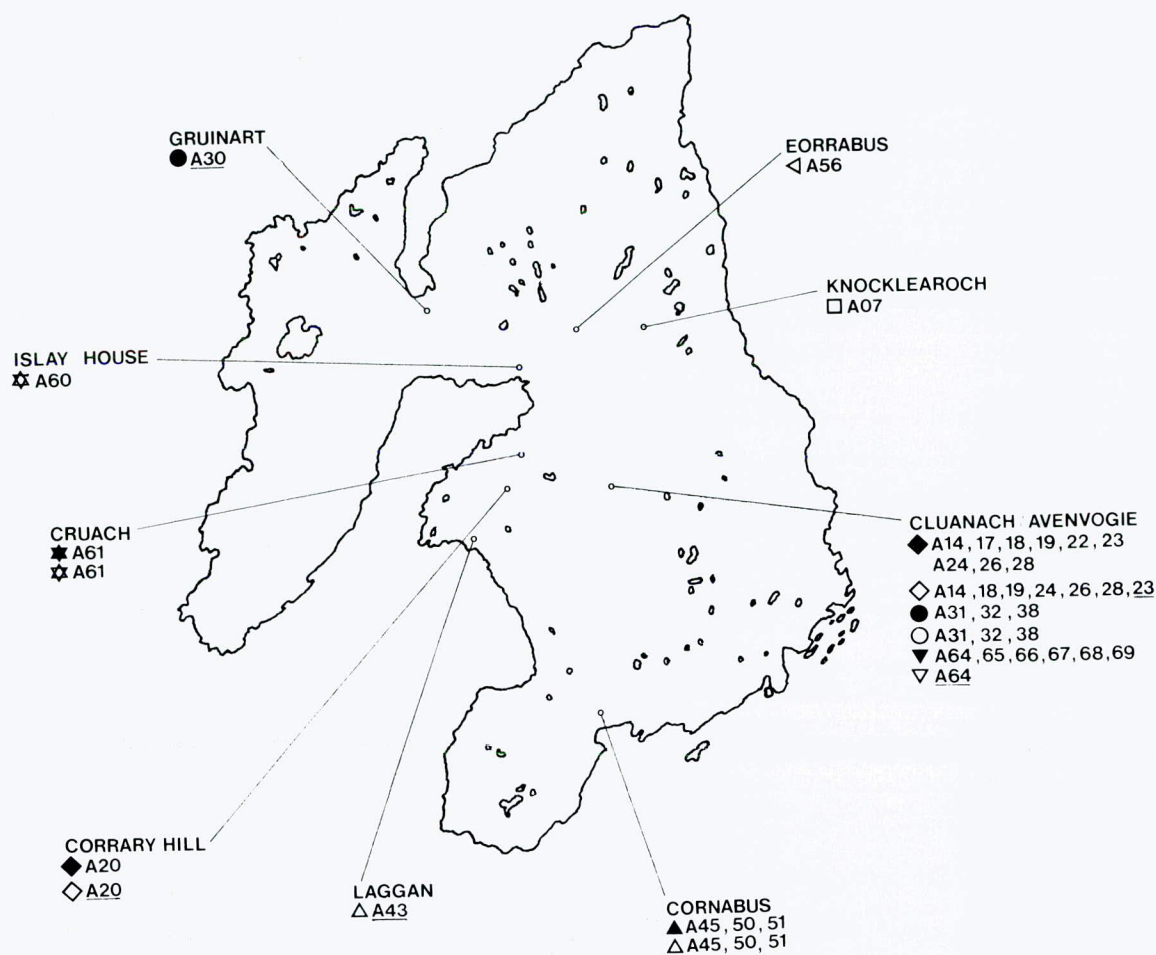 GRUINART
● A30
EORRABUS
◁ A56
KNOCKLEAROCH
□ A07
ISLAY HOUSE
✡ A60
CRUACH
✶ A61
✡ A61
CLUANACH AVENVOGIE
◆ A14, 17, 18, 19, 22, 23
A24, 26, 28
◇ A14, 18, 19, 24, 26, 28, 23
● A31, 32, 38
○ A31, 32, 38
▼ A64, 65, 66, 67, 68, 69
▽ A64
CORRARY HILL
◆ A20
◇ A20
LAGGAN
△ A43
CORNABUS
▲ A45, 50, 51
△ A45, 50, 51